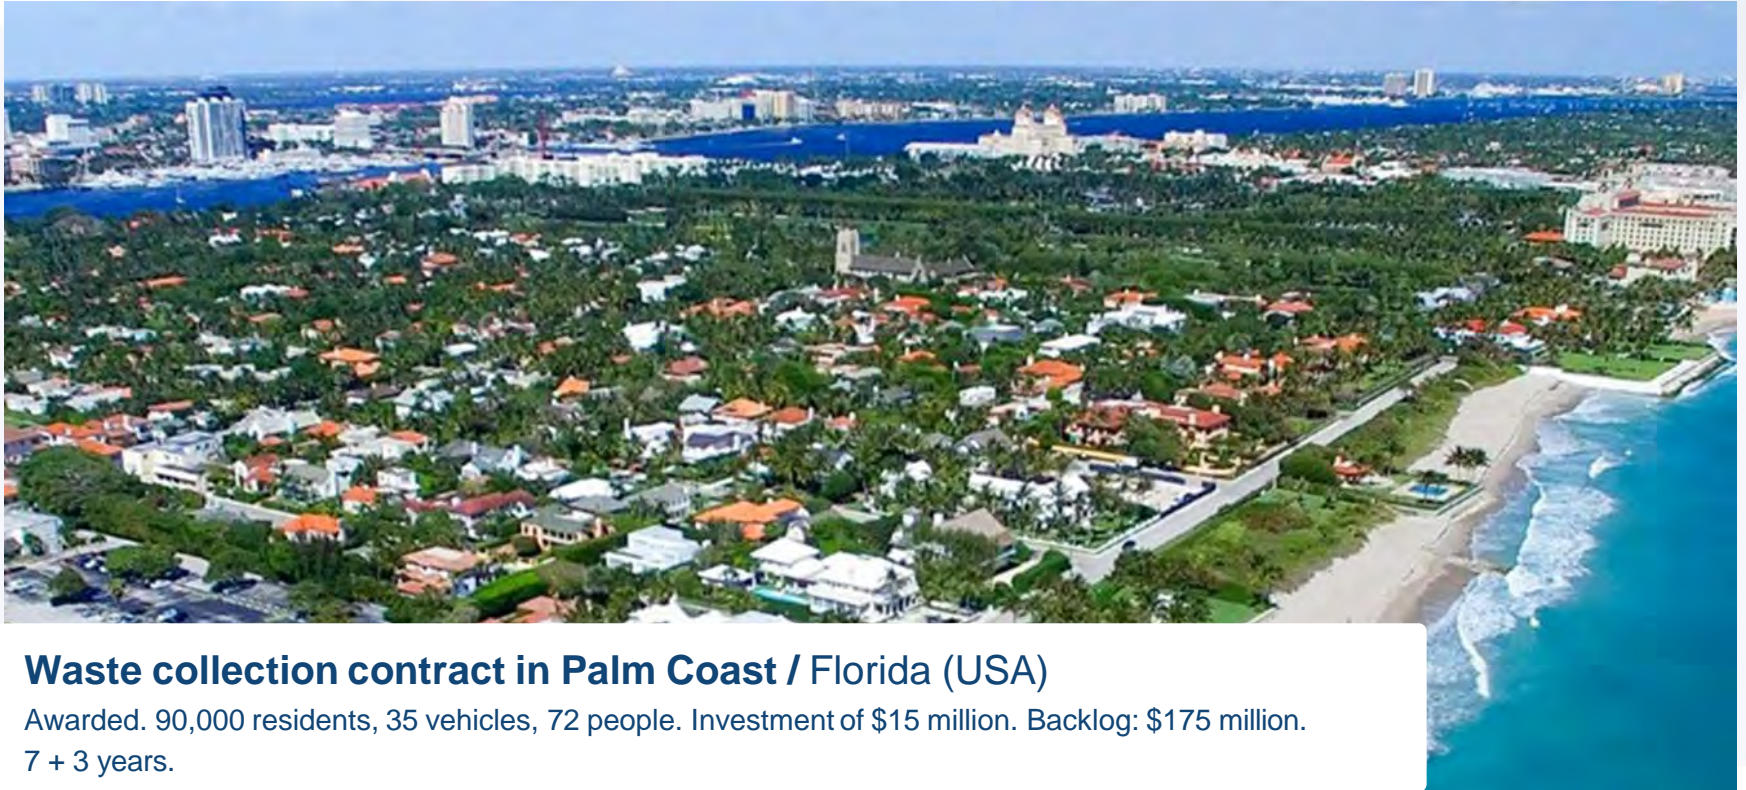 Waste collection contract in Palm Coast / Florida (USA)
Awarded. 90,000 residents, 35 vehicles, 72 people. Investment of $15 million. Backlog: $175 million.
7 + 3 years.